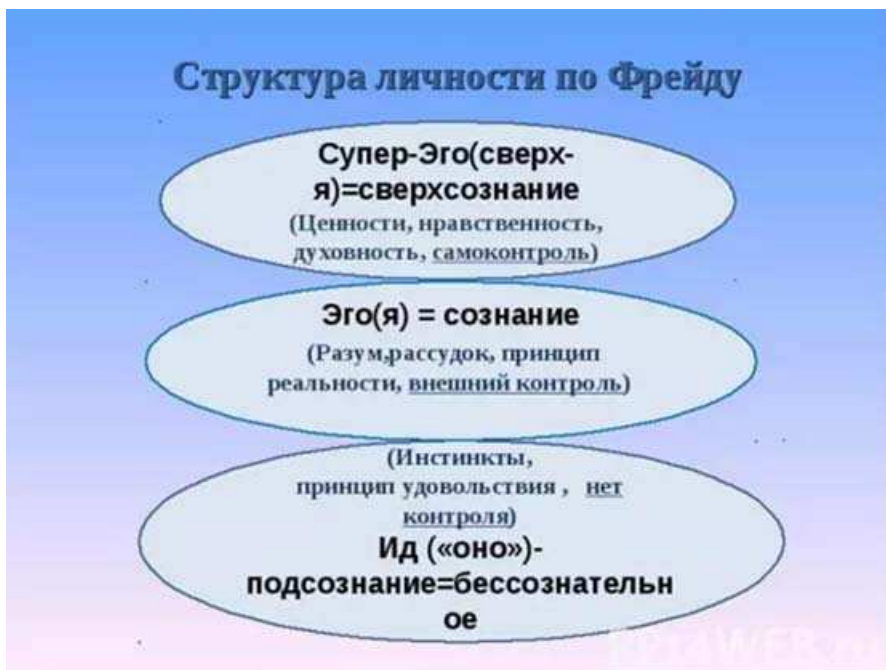 Структура личности по Фрейду
Супер-Эго(сверх-
я)=сверхсознание
(Ценности, нравственность,
духовность, самоконтроль)
Эго(я) = сознание
(Разум,рассудок, принцип
реальности, внешний контроль)
(Инстинкты,
принцип удовольствия , нет
контроля)
Ид («оно»)-
подсознание=бессознательн
ое